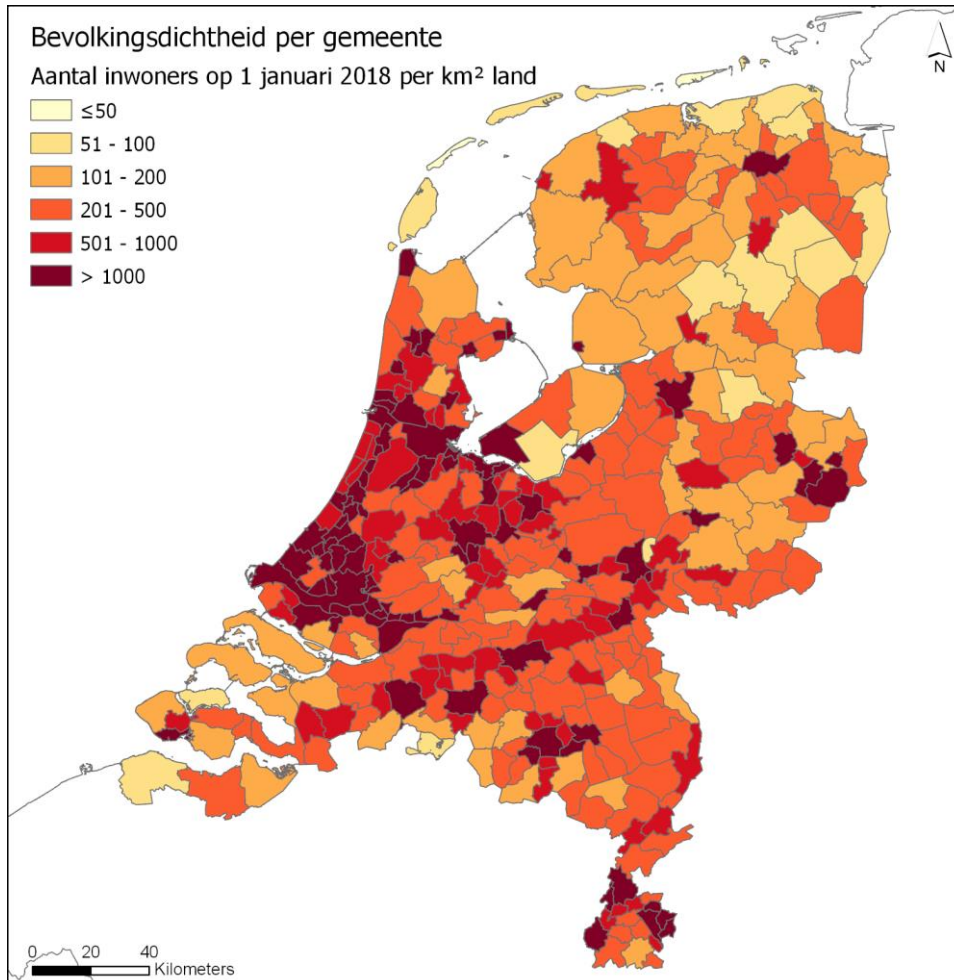 Bevolkingsdichtheid per gemeente
Aantal inwoners op 1 januari 2018 per km² land
≤50
51 - 100
101 - 200
201 - 500
501 - 1000
> 1000
N
0 20 40
Kilometers